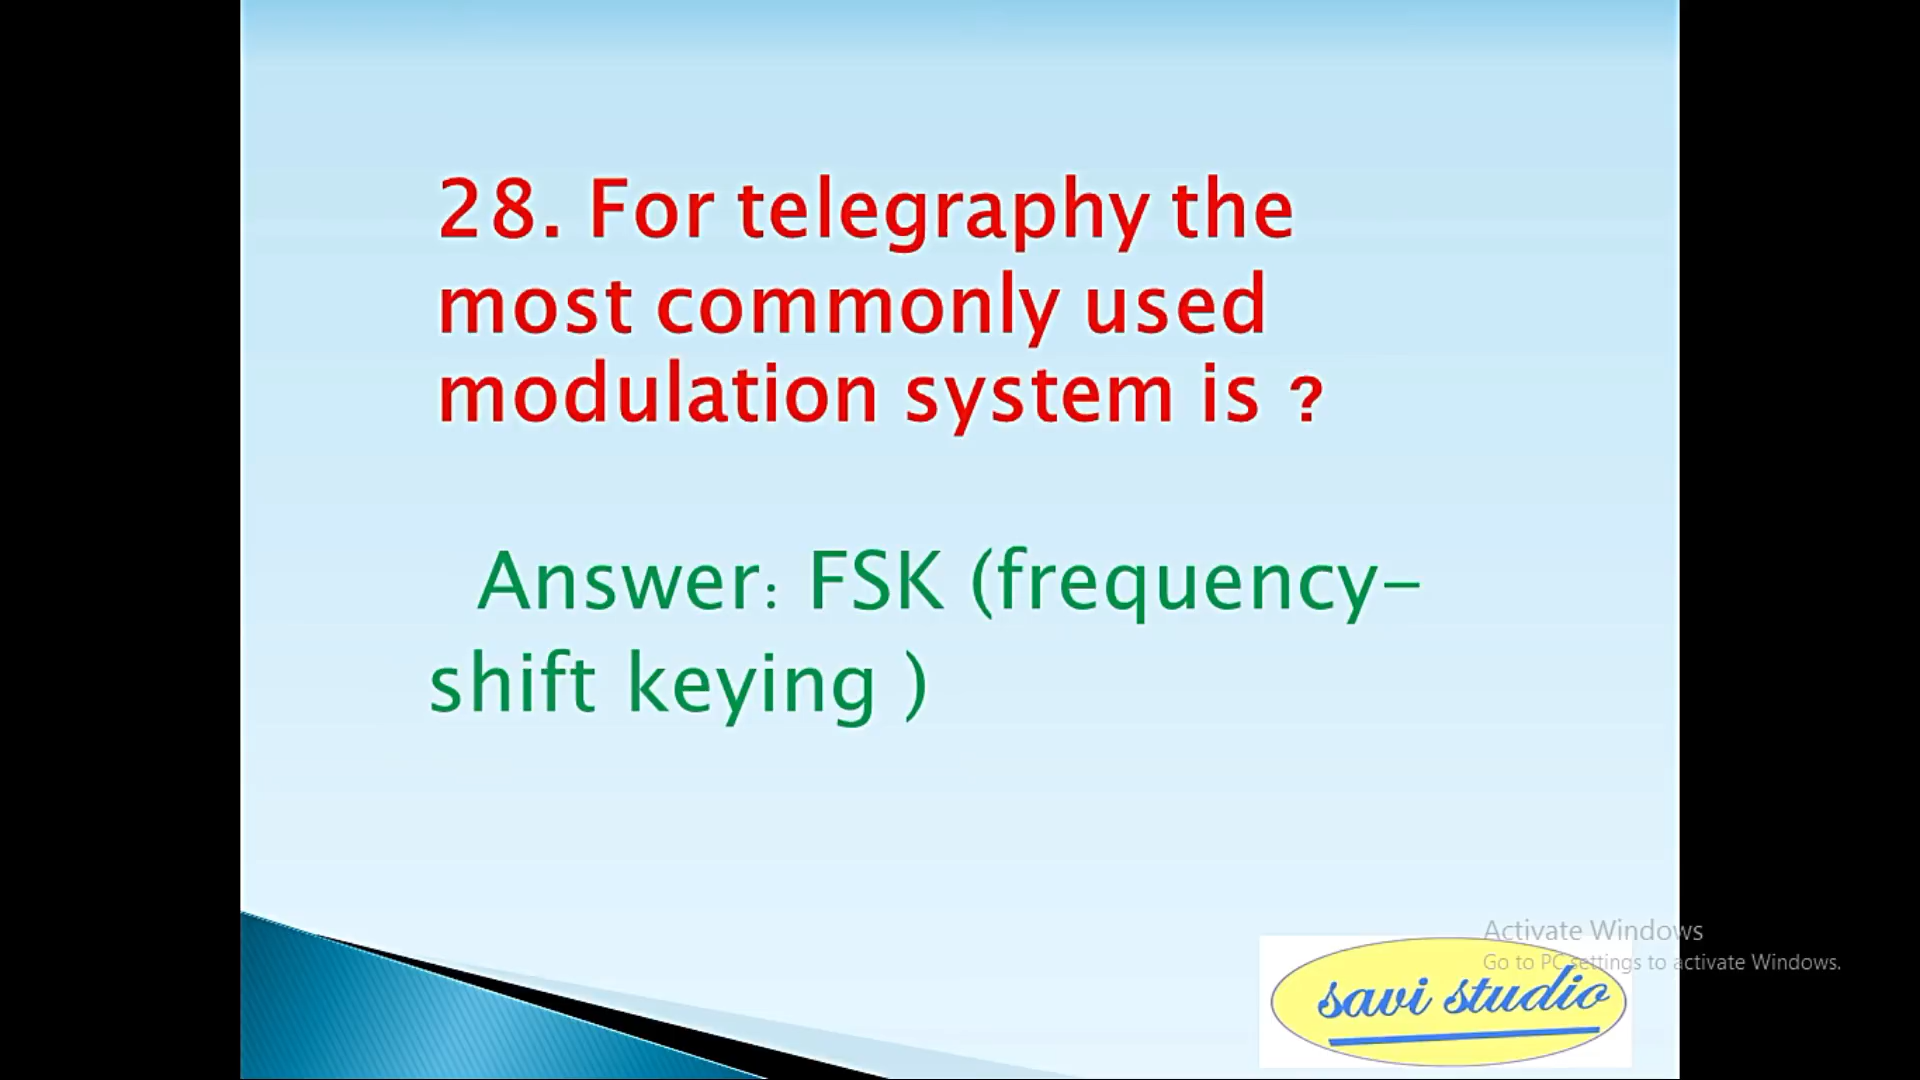 28. For telegraphy the
most commonly used
modulation system is ?
Answer: FSK (frequency-
shift keying )
Activate Windows
Go to PC settings to activate Windows.
savi studio